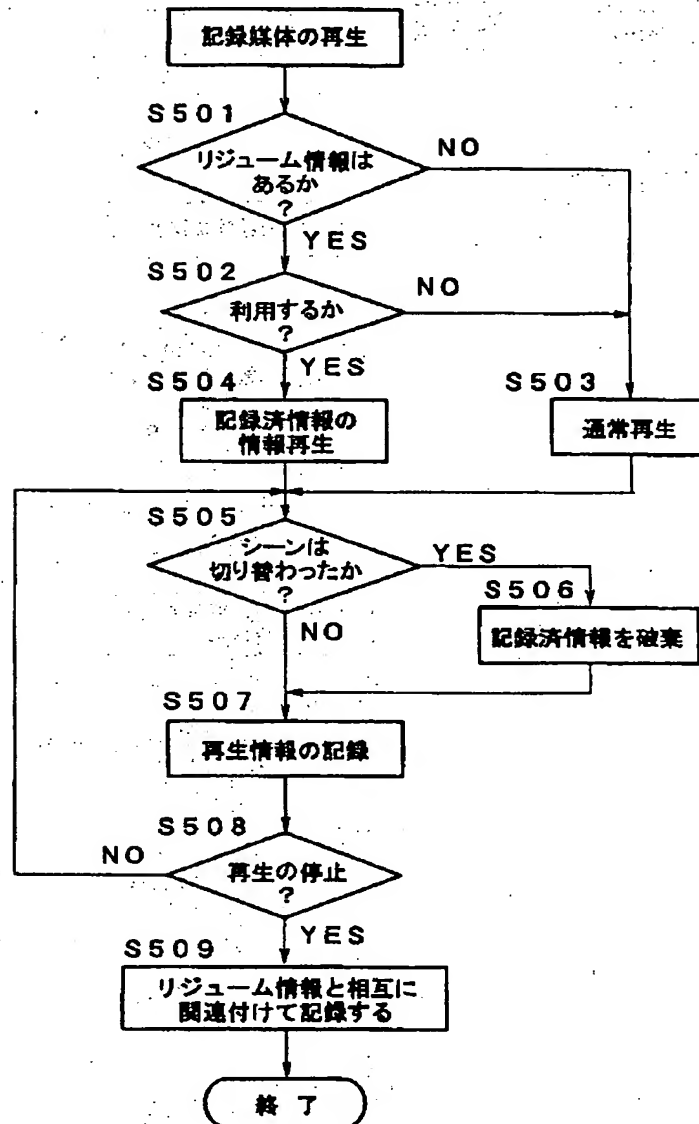 記録媒体の再生
S501
リジューム情報は
あるか
?
NO
YES
S502
利用するか
?
NO
YES
S504
記録済情報の
情報再生
S503
通常再生
S505
シーンは
切り替わったか
?
YES
NO
S506
記録済情報を破棄
S507
再生情報の記録
S508
再生の停止
?
NO
YES
S509
リジューム情報と相互に
関連付けて記録する
終了